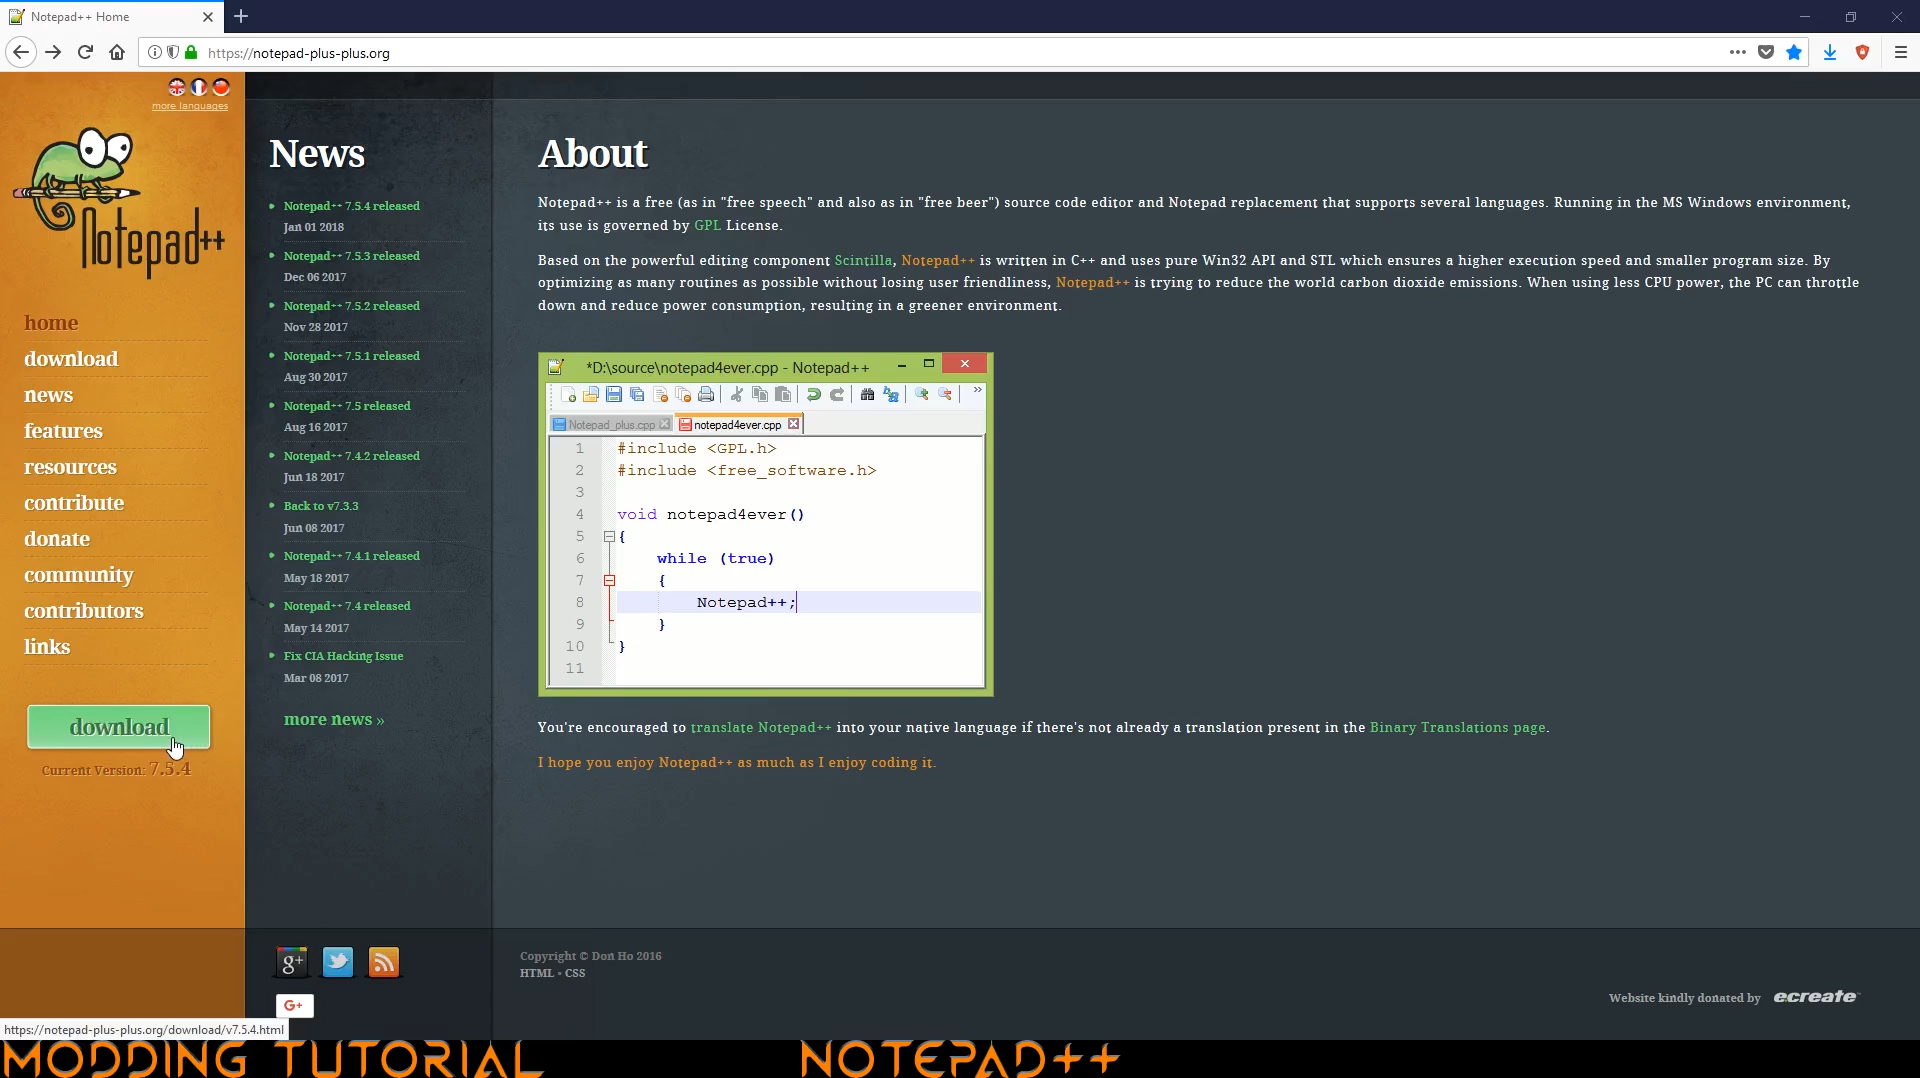 Notepad++ Home
https://notepad-plus-plus.org
more languages
Notepad++
home
download
news
features
resources
contribute
donate
community
contributors
links
download
Current Version: 7.5.4
News
Notepad++ 7.5.4 released
Jan 01 2018
Notepad++ 7.5.3 released
Dec 06 2017
Notepad++ 7.5.2 released
Nov 28 2017
Notepad++ 7.5.1 released
Aug 30 2017
Notepad++ 7.5 released
Aug 16 2017
Notepad++ 7.4.2 released
Jun 18 2017
Back to v7.3.3
Jun 08 2017
Notepad++ 7.4.1 released
May 18 2017
Notepad++ 7.4 released
May 14 2017
Fix CIA Hacking Issue
Mar 08 2017
more news »
About
Notepad++ is a free (as in "free speech" and also as in "free beer") source code editor and Notepad replacement that supports several languages. Running in the MS Windows environment,
its use is governed by GPL License.
Based on the powerful editing component Scintilla, Notepad++ is written in C++ and uses pure Win32 API and STL which ensures a higher execution speed and smaller program size. By
optimizing as many routines as possible without losing user friendliness, Notepad++ is trying to reduce the world carbon dioxide emissions. When using less CPU power, the PC can throttle
down and reduce power consumption, resulting in a greener environment.
*D:\source\notepad4ever.cpp - Notepad++
Notepad_plus.cpp notepad4ever.cpp
1 #include <GPL.h>
2 #include <free_software.h>
3
4 void notepad4ever()
5 {
6 while (true)
7 {
8 Notepad++;
9 }
10 }
11
You're encouraged to translate Notepad++ into your native language if there's not already a translation present in the Binary Translations page.
I hope you enjoy Notepad++ as much as I enjoy coding it.
g+
G+
Copyright © Don Ho 2016
HTML • CSS
Website kindly donated by ecreate
https://notepad-plus-plus.org/download/v7.5.4.html
MODDING TUTORIAL NOTEPAD++